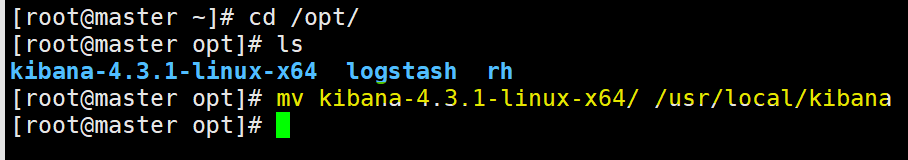 [root@master ~]# cd /opt/
[root@master opt]# ls
kibana-4.3.1-linux-x64  logstash  rh
[root@master opt]# mv kibana-4.3.1-linux-x64/ /usr/local/kibana
[root@master opt]#